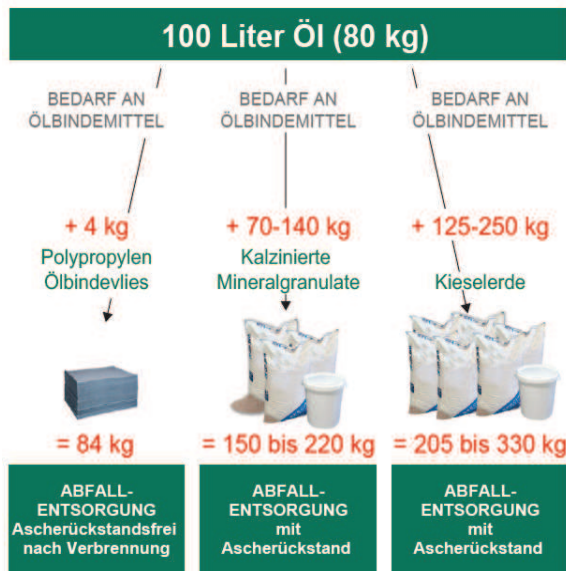 100 Liter Öl (80 kg)
BEDARF AN
ÖLBINDEMITTEL
+ 4 kg
Polypropylen
Ölbindevlies
= 84 kg
ABFALL-
ENTSORGUNG
Ascherückstandsfrei
nach Verbrennung
BEDARF AN
ÖLBINDEMITTEL
+ 70-140 kg
Kalzinierte
Mineralgranulate
= 150 bis 220 kg
ABFALL-
ENTSORGUNG
mit
Ascherückstand
BEDARF AN
ÖLBINDEMITTEL
+ 125-250 kg
Kieselerde
= 205 bis 330 kg
ABFALL-
ENTSORGUNG
mit
Ascherückstand